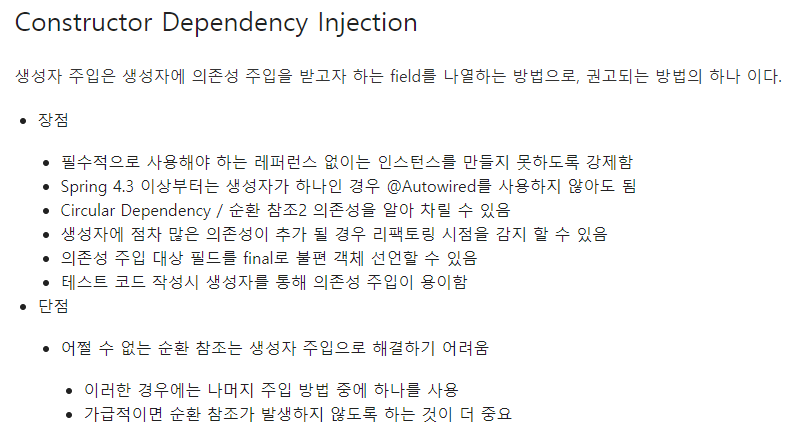 Constructor Dependency Injection
생성자 주입은 생성자에 의존성 주입을 받고자 하는 field를 나열하는 방법으로, 권고되는 방법의 하나 이다.
장점
필수적으로 사용해야 하는 레퍼런스 없이는 인스턴스를 만들지 못하도록 강제함
Spring 4.3 이상부터는 생성자가 하나인 경우 @Autowired를 사용하지 않아도 됨
Circular Dependency / 순환 참조2 의존성을 알아 차릴 수 있음
생성자에 점차 많은 의존성이 추가 될 경우 리팩토링 시점을 감지 할 수 있음
의존성 주입 대상 필드를 final로 불편 객체 선언할 수 있음
테스트 코드 작성시 생성자를 통해 의존성 주입이 용이함
단점
어쩔 수 없는 순환 참조는 생성자 주입으로 해결하기 어려움
이러한 경우에는 나머지 주입 방법 중에 하나를 사용
가급적이면 순환 참조가 발생하지 않도록 하는 것이 더 중요